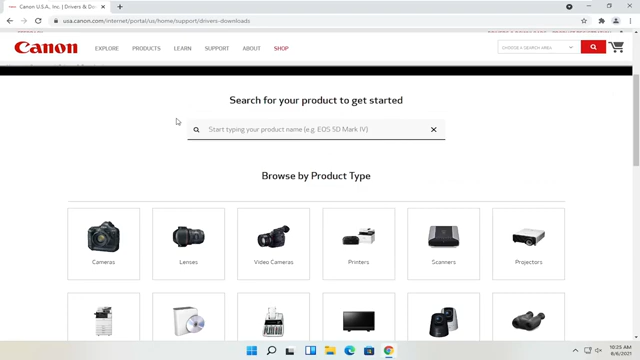 Canon U.S.A., Inc. | Drivers & Do
usa.canon.com/internet/portal/us/home/support/drivers-downloads
Canon
EXPLORE PRODUCTS LEARN SUPPORT ABOUT SHOP
CHOOSE A SEARCH AREA
Search for your product to get started
Start typing your product name (e.g. EOS 5D Mark IV)
Browse by Product Type
Cameras Lenses Video Cameras Printers Scanners Projectors
10:25 AM
8/6/2021